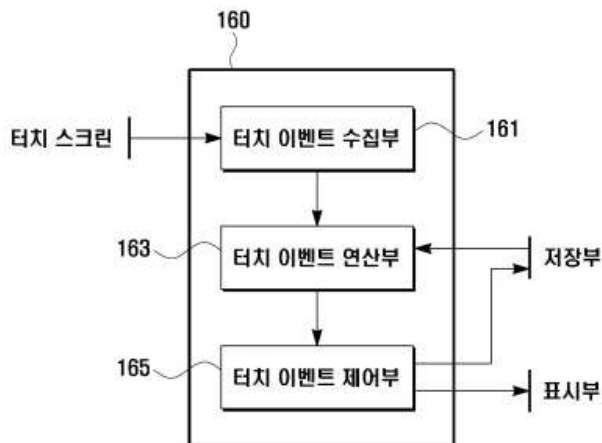 160
터치 스크린
터치 이벤트 수집부
161
163
터치 이벤트 연산부
저장부
165
터치 이벤트 제어부
표시부